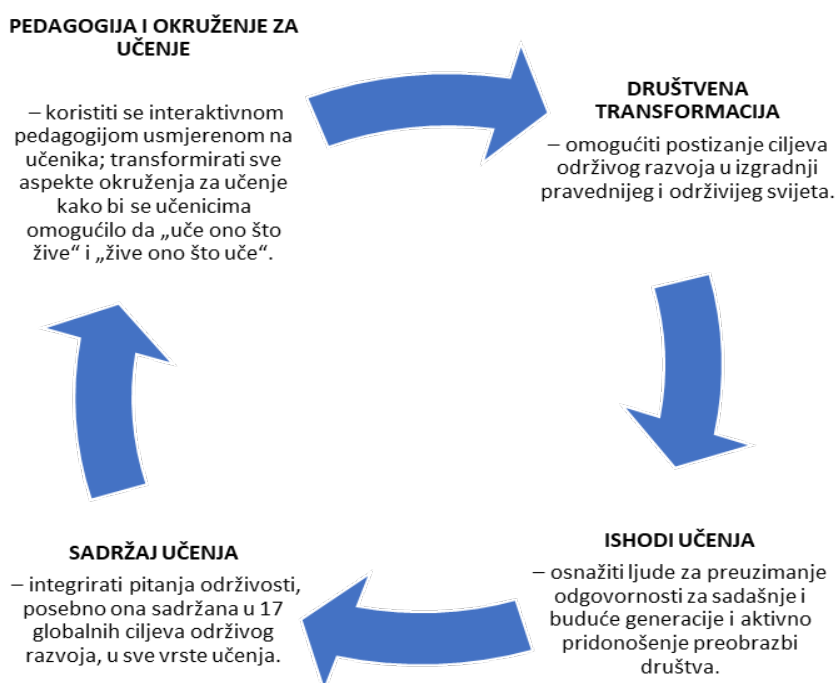 PEDAGOGIJA I OKRUŽENJE ZA
UČENJE
– koristiti se interaktivnom
pedagogijom usmjerenom na
učenika; transformirati sve
aspekte okruženja za učenje
kako bi se učenicima
omogućilo da „uče ono što
žive“ i „žive ono što uče“.
DRUŠTVENA
TRANSFORMACIJA
– omogućiti postizanje ciljeva
održivog razvoja u izgradnji
pravednijeg i održivijeg svijeta.
ISHODI UČENJA
– osnažiti ljude za preuzimanje
odgovornosti za sadašnje i
buduće generacije i aktivno
pridonošenje preobrazbi
društva.
SADRŽAJ UČENJA
– integrirati pitanja održivosti,
posebno ona sadržana u 17
globalnih ciljeva održivog
razvoja, u sve vrste učenja.